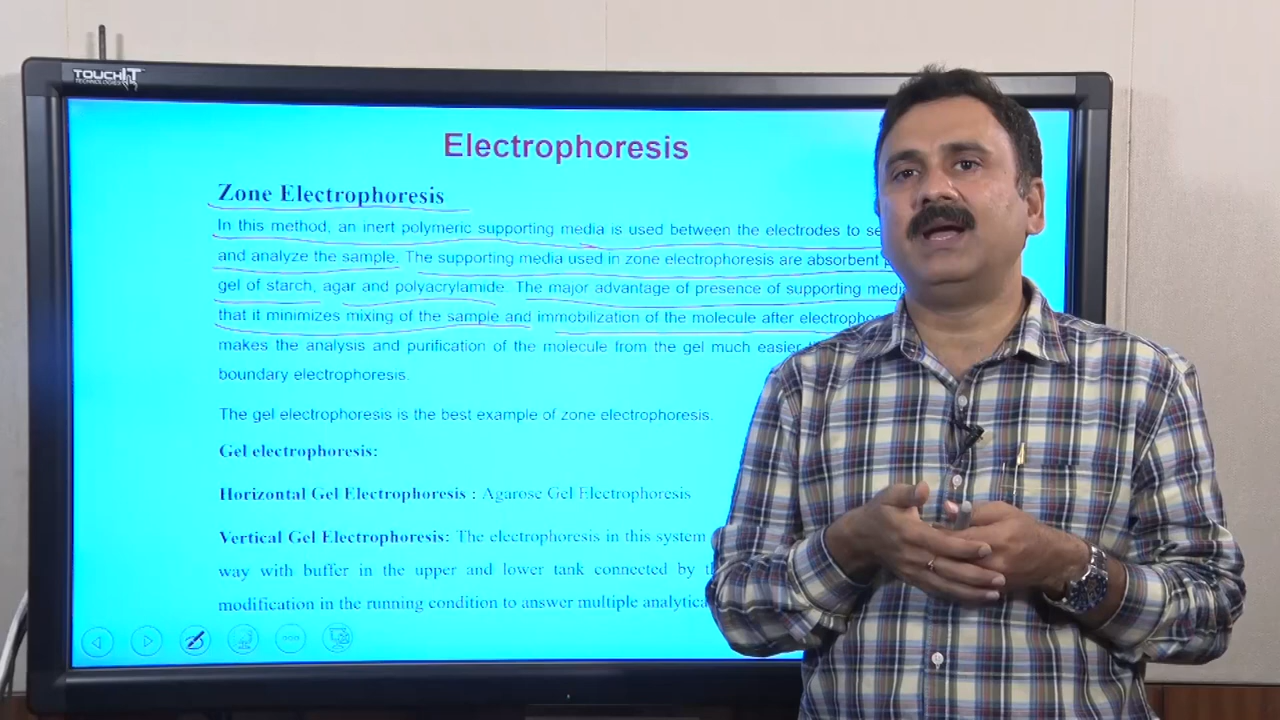 TOUCHIT
TECHNOLOGIES
Electrophoresis
Zone Electrophoresis
In this method, an inert polymeric supporting media is used between the electrodes to
and analyze the sample. The supporting media used in zone electrophoresis are absorbent
gel of starch, agar and polyacrylamide. The major advantage of presence of supporting
that it minimizes mixing of the sample and immobilization of the molecule after
makes the analysis and purification of the molecule from the gel much easier
boundary electrophoresis.
The gel electrophoresis is the best example of zone electrophoresis.
Gel electrophoresis:
Horizontal Gel Electrophoresis : Agarose Gel Electrophoresis
Vertical Gel Electrophoresis: The electrophoresis in this system
way with buffer in the upper and lower tank connected by
modification in the running condition to answer multiple